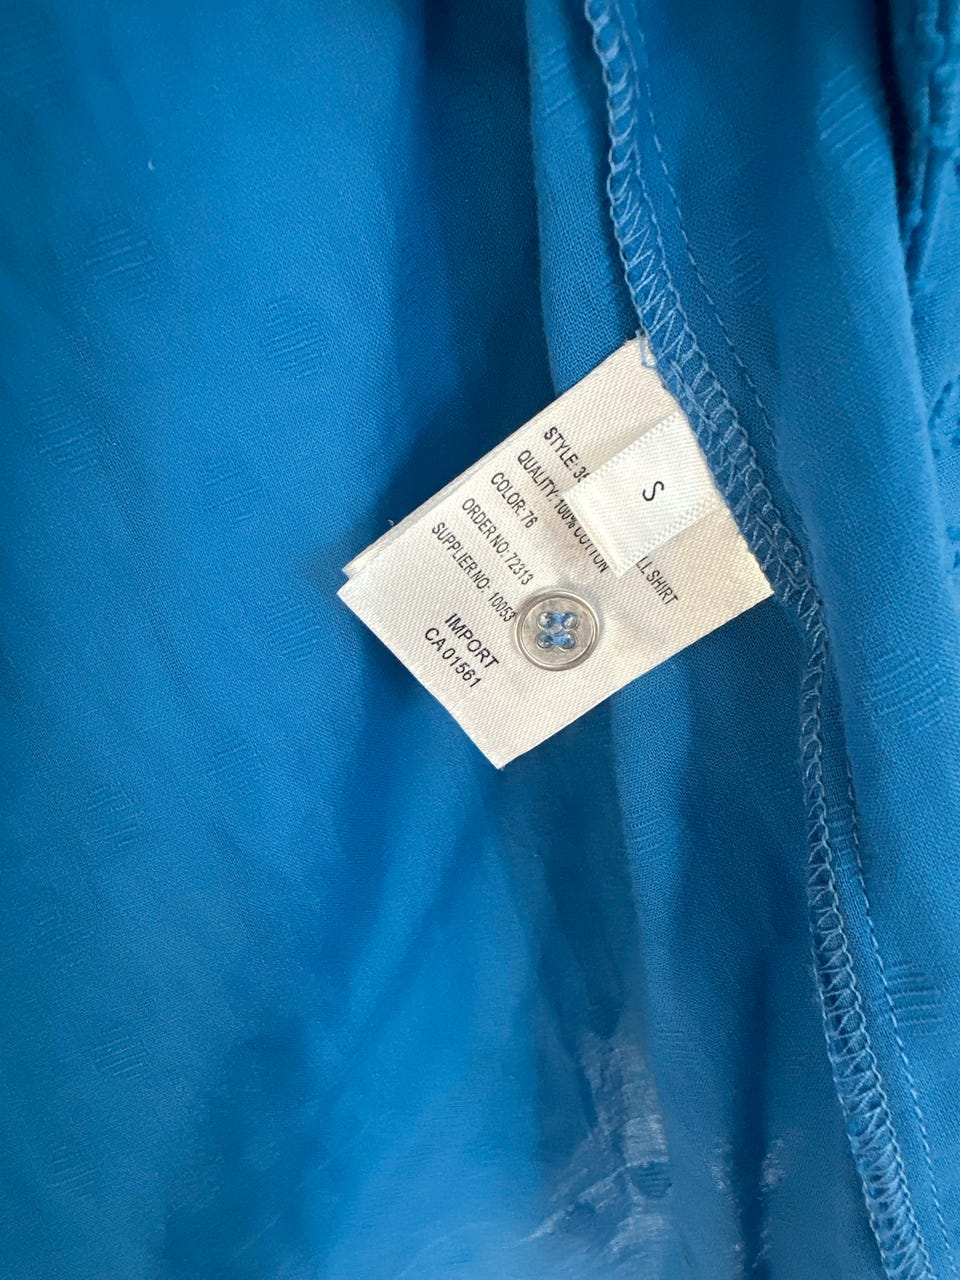 STYLE: 3
QUALITY: 100% COTTON
COLOR: 76
ORDER NO: 72313
SUPPLIER NO: 10053
IMPORT
CA 01561
S
LL SHIRT